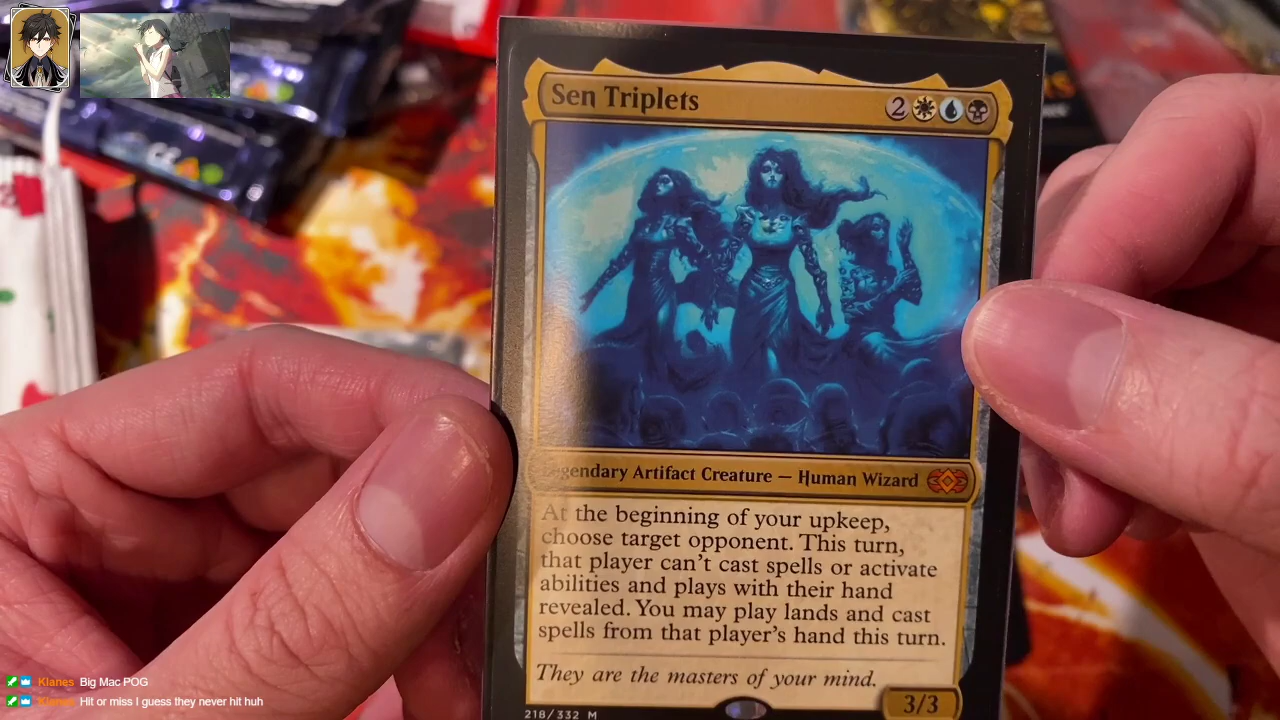 Sen Triplets
2
Legendary Artifact Creature — Human Wizard
At the beginning of your upkeep,
choose target opponent. This turn,
that player can't cast spells or activate
abilities and plays with their hand
revealed. You may play lands and cast
spells from that player's hand this turn.
They are the masters of your mind.
3/3
218/332 M
Klanes Big Mac POG
Klanes Hit or miss I guess they never hit huh